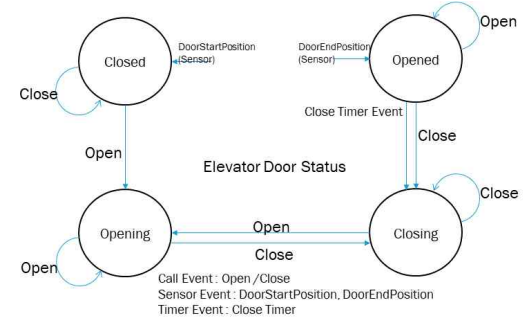 Open
DoorStartPosition
(Sensor)
DoorEndPosition
(Sensor)
Closed
Opened
Close
Close Timer Event
Close
Open
Elevator Door Status
Close
Open
Opening
Closing
Close
Open
Call Event : Open /Close
Sensor Event : DoorStartPosition, DoorEndPosition
Timer Event : Close Timer